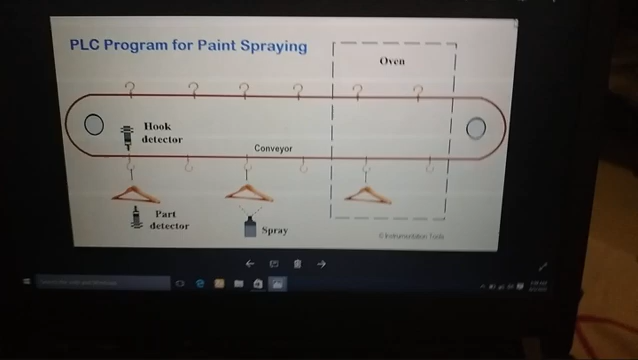 PLC Program for Paint Spraying
Oven
Hook
detector
Conveyor
Part
detector
Spray
© Instrumentation Tools